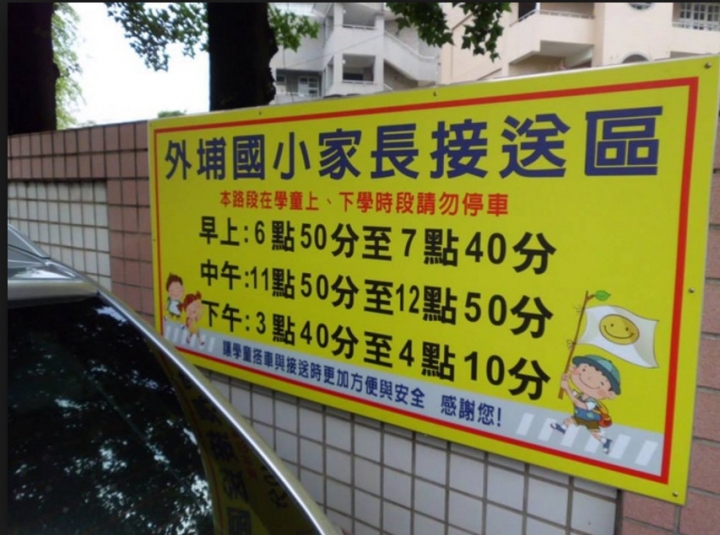 外埔國小家長接送區
本路段在學童上、下學時段請勿停車
早上:6點50分至7點40分
中午:11點50分至12點50分
下午:3點40分至4點10分
讓學童搭車與接送時更加方便與安全 感謝您!